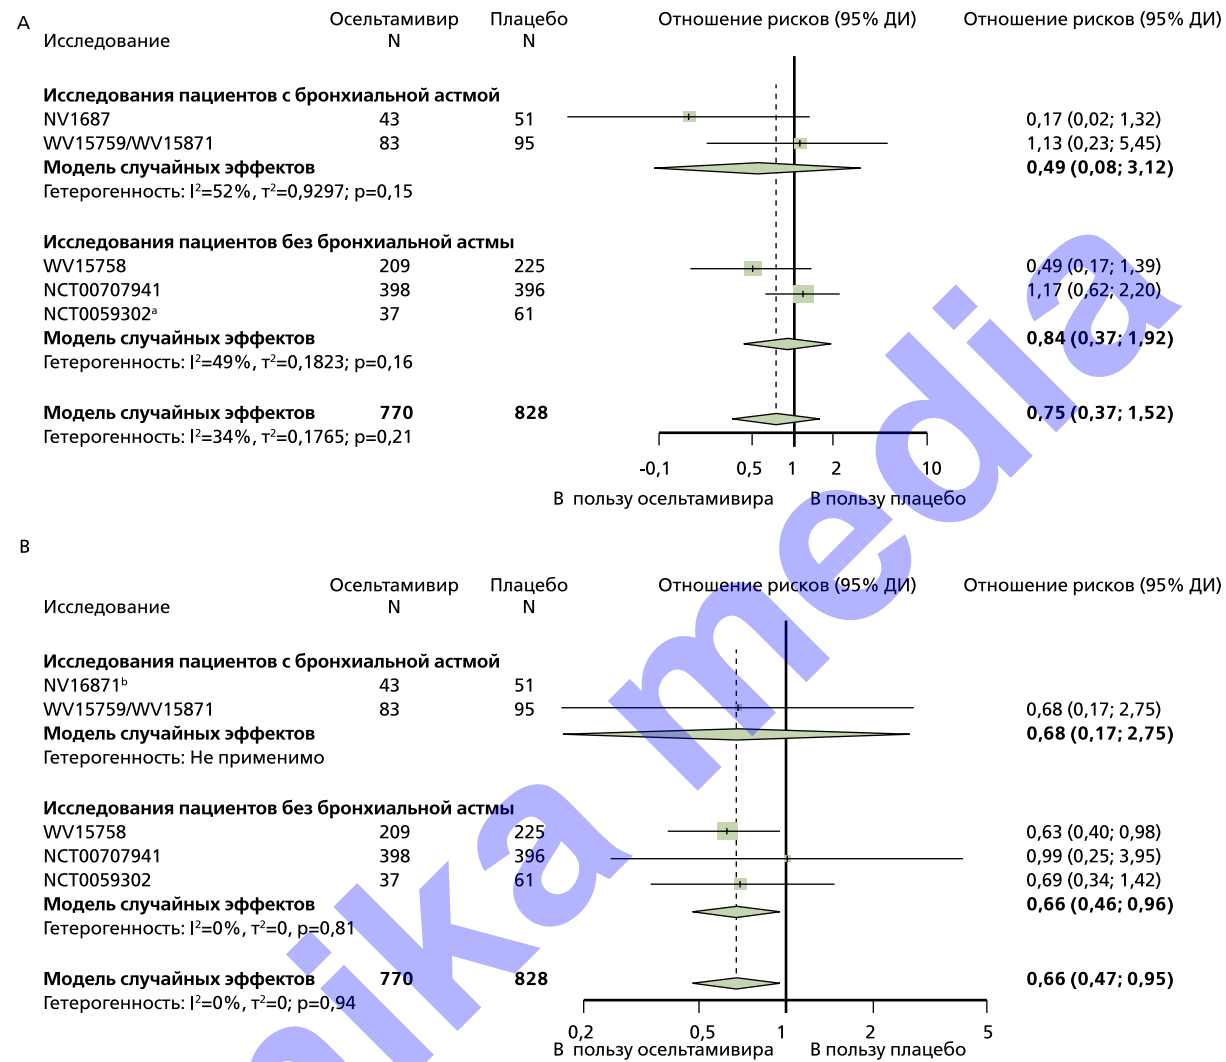 A
Осельтамивир Плацебо Отношение рисков (95% ДИ) Отношение рисков (95% ДИ)
Исследование N N
Исследования пациентов с бронхиальной астмой
NV1687 43 51 0,17 (0,02; 1,32)
WV15759/WV15871 83 95 1,13 (0,23; 5,45)
Модель случайных эффектов 0,49 (0,08; 3,12)
Гетерогенность: I²=52%, τ²=0,9297; p=0,15
Исследования пациентов без бронхиальной астмы
WV15758 209 225 0,49 (0,17; 1,39)
NCT00707941 398 396 1,17 (0,62; 2,20)
NCT0059302ᵃ 37 61
Модель случайных эффектов 0,84 (0,37; 1,92)
Гетерогенность: I²=49%, τ²=0,1823; p=0,16
Модель случайных эффектов 770 828 0,75 (0,37; 1,52)
Гетерогенность: I²=34%, τ²=0,1765; p=0,21
-0,1 0,5 1 2 10
В пользу осельтамивира В пользу плацебо
B
Осельтамивир Плацебо Отношение рисков (95% ДИ) Отношение рисков (95% ДИ)
Исследование N N
Исследования пациентов с бронхиальной астмой
NV16871ᵇ 43 51
WV15759/WV15871 83 95 0,68 (0,17; 2,75)
Модель случайных эффектов 0,68 (0,17; 2,75)
Гетерогенность: Не применимо
Исследования пациентов без бронхиальной астмы
WV15758 209 225 0,63 (0,40; 0,98)
NCT00707941 398 396 0,99 (0,25; 3,95)
NCT0059302 37 61 0,69 (0,34; 1,42)
Модель случайных эффектов 0,66 (0,46; 0,96)
Гетерогенность: I²=0%, τ²=0, p=0,81
Модель случайных эффектов 770 828 0,66 (0,47; 0,95)
Гетерогенность: I²=0%, τ²=0; p=0,94
0,2 0,5 1 2 5
В пользу осельтамивира В пользу плацебо
nika media